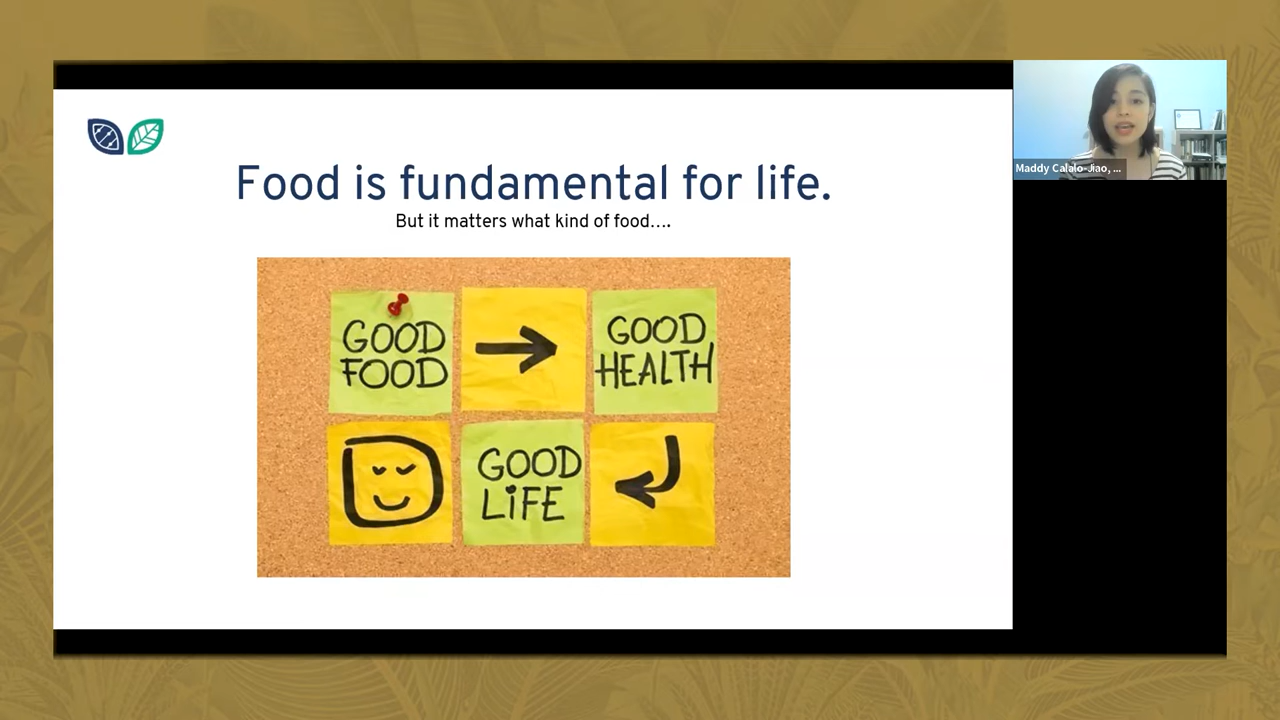 Food is fundamental for life.
But it matters what kind of food....
GOOD
FOOD
GOOD
HEALTH
GOOD
LiFE
Maddy Calalo-Jiao, ...